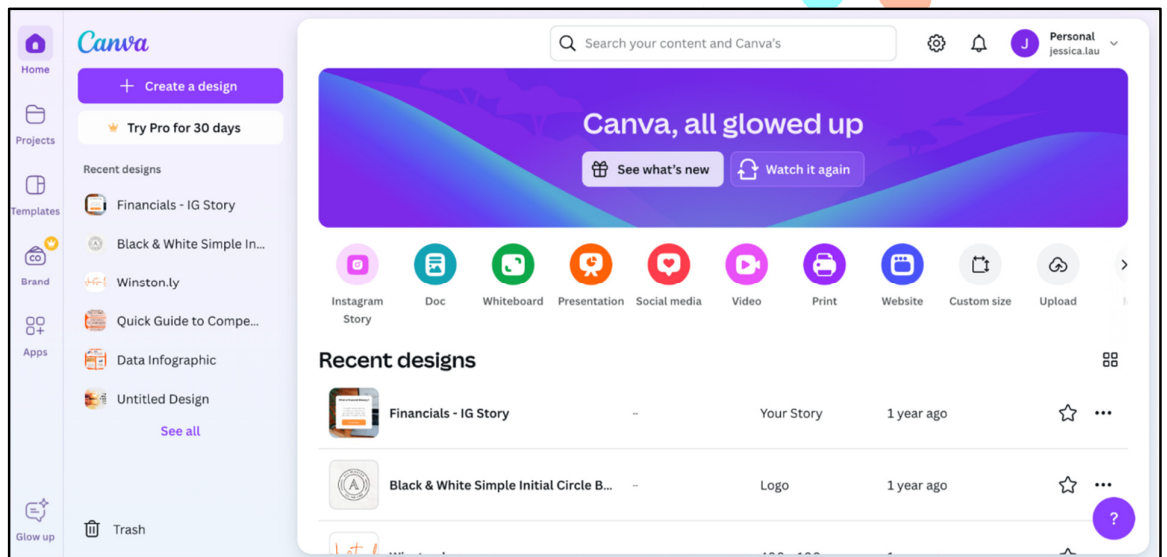 Home
Projects
Templates
Brand
Apps
Glow up
Canva
+ Create a design
Try Pro for 30 days
Recent designs
Financials - IG Story
Black & White Simple In...
Winston.ly
Quick Guide to Compe...
Data Infographic
Untitled Design
See all
Trash
Search your content and Canva's
J
Personal
jessica.lau
Canva, all glowed up
See what's new
Watch it again
Instagram
Story
Doc
Whiteboard
Presentation
Social media
Video
Print
Website
Custom size
Upload
Recent designs
Financials - IG Story – Your Story 1 year ago
Black & White Simple Initial Circle B... – Logo 1 year ago
?